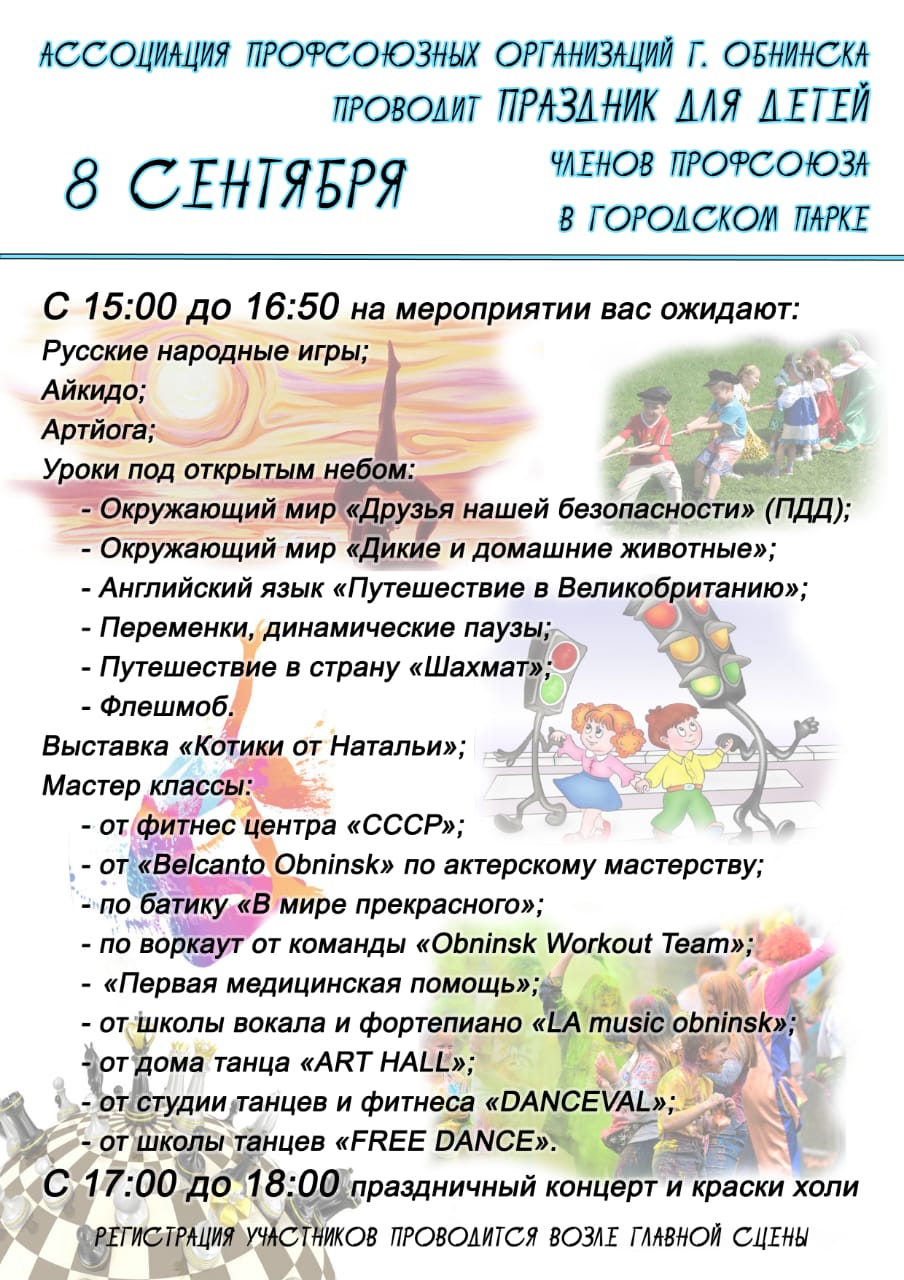 АССОЦИАЦИЯ ПРОФСОЮЗНЫХ ОРГАНИЗАЦИЙ Г. ОБНИНСКА
ПРОВОДИТ ПРАЗДНИК ДЛЯ ДЕТЕЙ
ЧЛЕНОВ ПРОФСОЮЗА
8 СЕНТЯБРЯ
В ГОРОДСКОМ ПАРКЕ
С 15:00 до 16:50 на мероприятии вас ожидают:
Русские народные игры;
Айкидо;
Артйога;
Уроки под открытым небом:
- Окружающий мир «Друзья нашей безопасности» (ПДД);
- Окружающий мир «Дикие и домашние животные»;
- Английский язык «Путешествие в Великобританию»;
- Переменки, динамические паузы;
- Путешествие в страну «Шахмат»;
- Флешмоб.
Выставка «Котики от Натальи»;
Мастер классы:
- от фитнес центра «СССР»;
- от «Belcanto Obninsk» по актерскому мастерству;
- по батику «В мире прекрасного»;
- по воркаут от команды «Obninsk Workout Team»;
- «Первая медицинская помощь»;
- от школы вокала и фортепиано «LA music obninsk»;
- от дома танца «ART HALL»;
- от студии танцев и фитнеса «DANCEVAL»;
- от школы танцев «FREE DANCE».
С 17:00 до 18:00 праздничный концерт и краски холи
РЕГИСТРАЦИЯ УЧАСТНИКОВ ПРОВОДИТСЯ ВОЗЛЕ ГЛАВНОЙ СЦЕНЫ